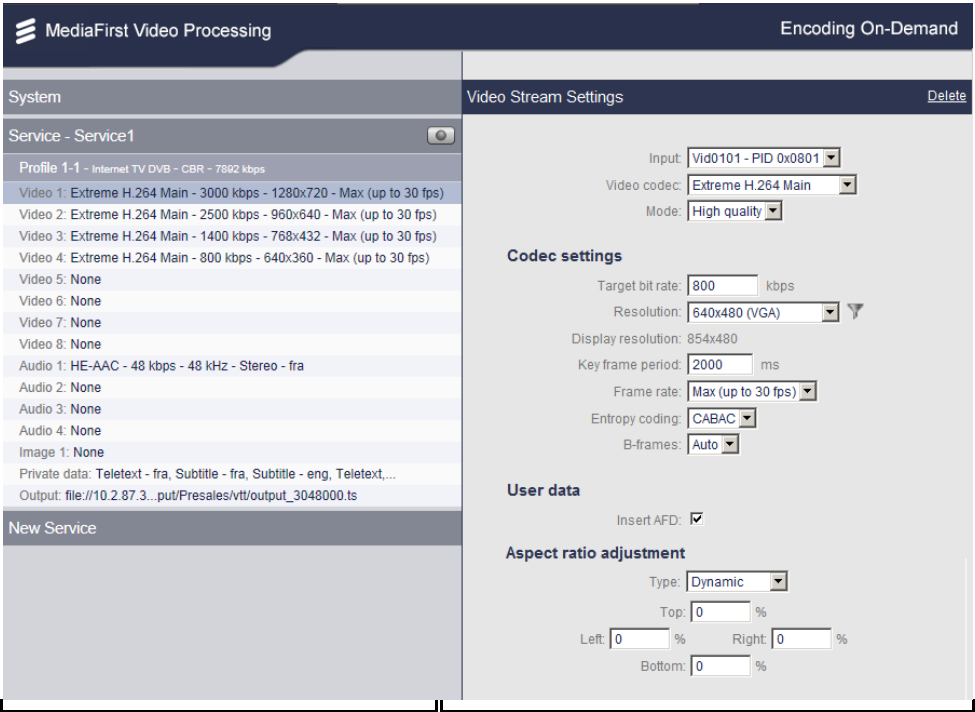 MediaFirst Video Processing
Encoding On-Demand
System
Service - Service1
Profile 1-1 - Internet TV DVB - CBR - 7892 kbps
Video 1: Extreme H.264 Main - 3000 kbps - 1280x720 - Max (up to 30 fps)
Video 2: Extreme H.264 Main - 2500 kbps - 960x640 - Max (up to 30 fps)
Video 3: Extreme H.264 Main - 1400 kbps - 768x432 - Max (up to 30 fps)
Video 4: Extreme H.264 Main - 800 kbps - 640x360 - Max (up to 30 fps)
Video 5: None
Video 6: None
Video 7: None
Video 8: None
Audio 1: HE-AAC - 48 kbps - 48 kHz - Stereo - fra
Audio 2: None
Audio 3: None
Audio 4: None
Image 1: None
Private data: Teletext - fra, Subtitle - fra, Subtitle - eng, Teletext,...
Output: file://10.2.87.3...put/Presales/vtt/output_3048000.ts
New Service
Video Stream Settings
Delete
Input: Vid0101 - PID 0x0801
Video codec: Extreme H.264 Main
Mode: High quality
Codec settings
Target bit rate: 800 kbps
Resolution: 640x480 (VGA)
Display resolution: 854x480
Key frame period: 2000 ms
Frame rate: Max (up to 30 fps)
Entropy coding: CABAC
B-frames: Auto
User data
Insert AFD:
Aspect ratio adjustment
Type: Dynamic
Top: 0 %
Left: 0 % Right: 0 %
Bottom: 0 %